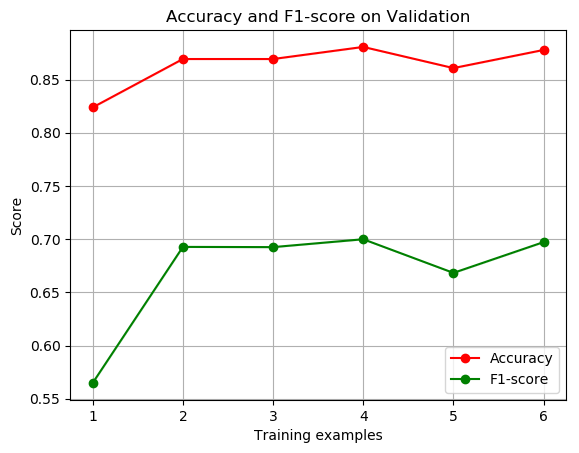 Accuracy and F1-score on Validation
Score
0.85
0.80
0.75
0.70
0.65
0.60
0.55
Accuracy
F1-score
1 2 3 4 5 6
Training examples